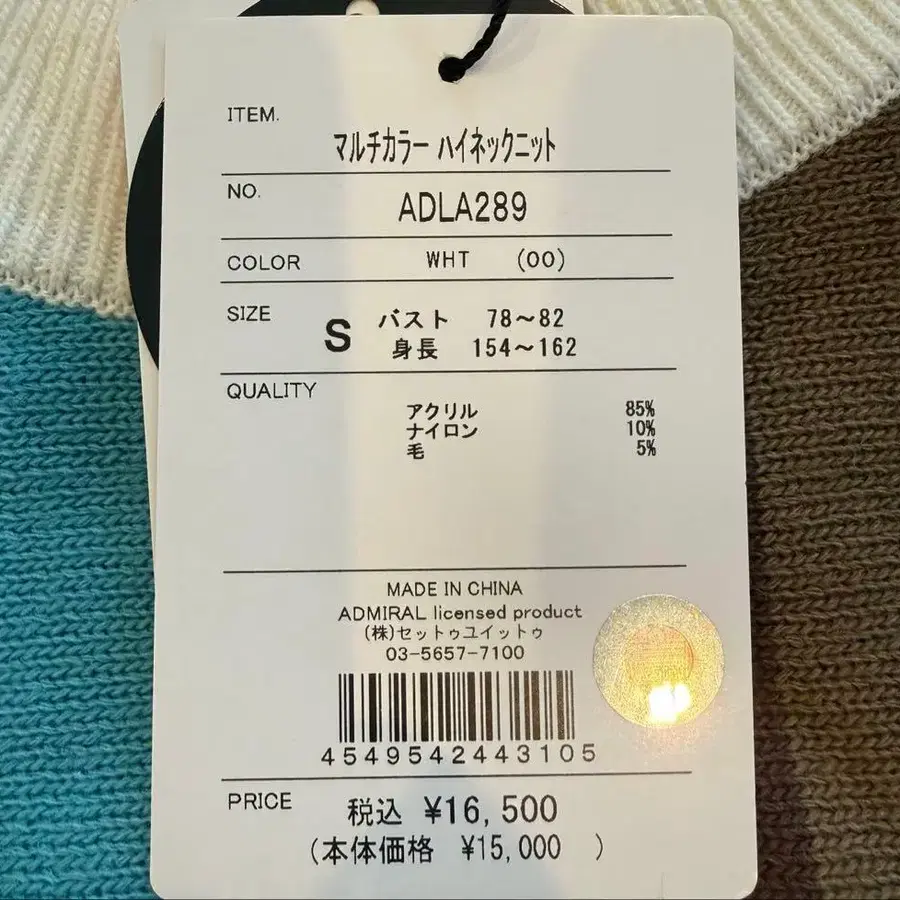 ITEM.
マルチカラー ハイネックニット
NO.
ADLA289
COLOR WHT (00)
SIZE S バスト 78～82
身長 154～162
QUALITY
アクリル 85%
ナイロン 10%
毛 5%
MADE IN CHINA
ADMIRAL licensed product
(株)セットゥユイットゥ
03-5657-7100
4549542443105
PRICE 税込 ¥16,500
(本体価格 ¥15,000 )